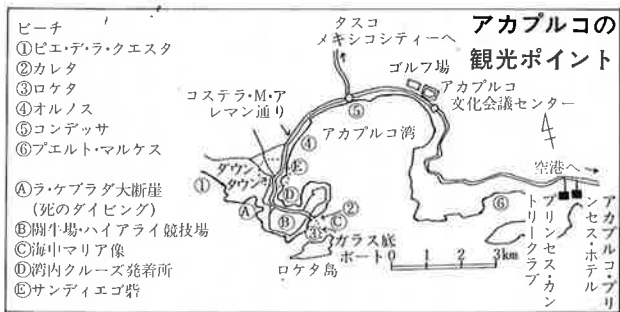 アカプルコの
観光ポイント
ビーチ
①ピエ・デ・ラ・クエスタ
②カレタ
③ロケタ
④オルノス
⑤コンデッサ
⑥プエルト・マルケス
Ⓐラ・ケブラダ大断崖
(死のダイビング)
Ⓑ闘牛場・ハイアライ競技場
Ⓒ海中マリア像
Ⓓ湾内クルーズ発着所
Ⓔサンディエゴ砦
タスコ
メキシコシティーへ
ゴルフ場
アカプルコ
文化会議センター
コステラ・M・ア
レマン通り
アカプルコ湾
⑤
④
Ⓔ
ダウン
タウン
Ⓓ
①
Ⓐ
Ⓑ
②
Ⓒ
③
ガラス底
ボート
ロケタ島
0 1 2 3km
⑥
空港へ
アカプルコ・プリ
ンセス・ホテル
プリンセス・カン
トリークラブ
4